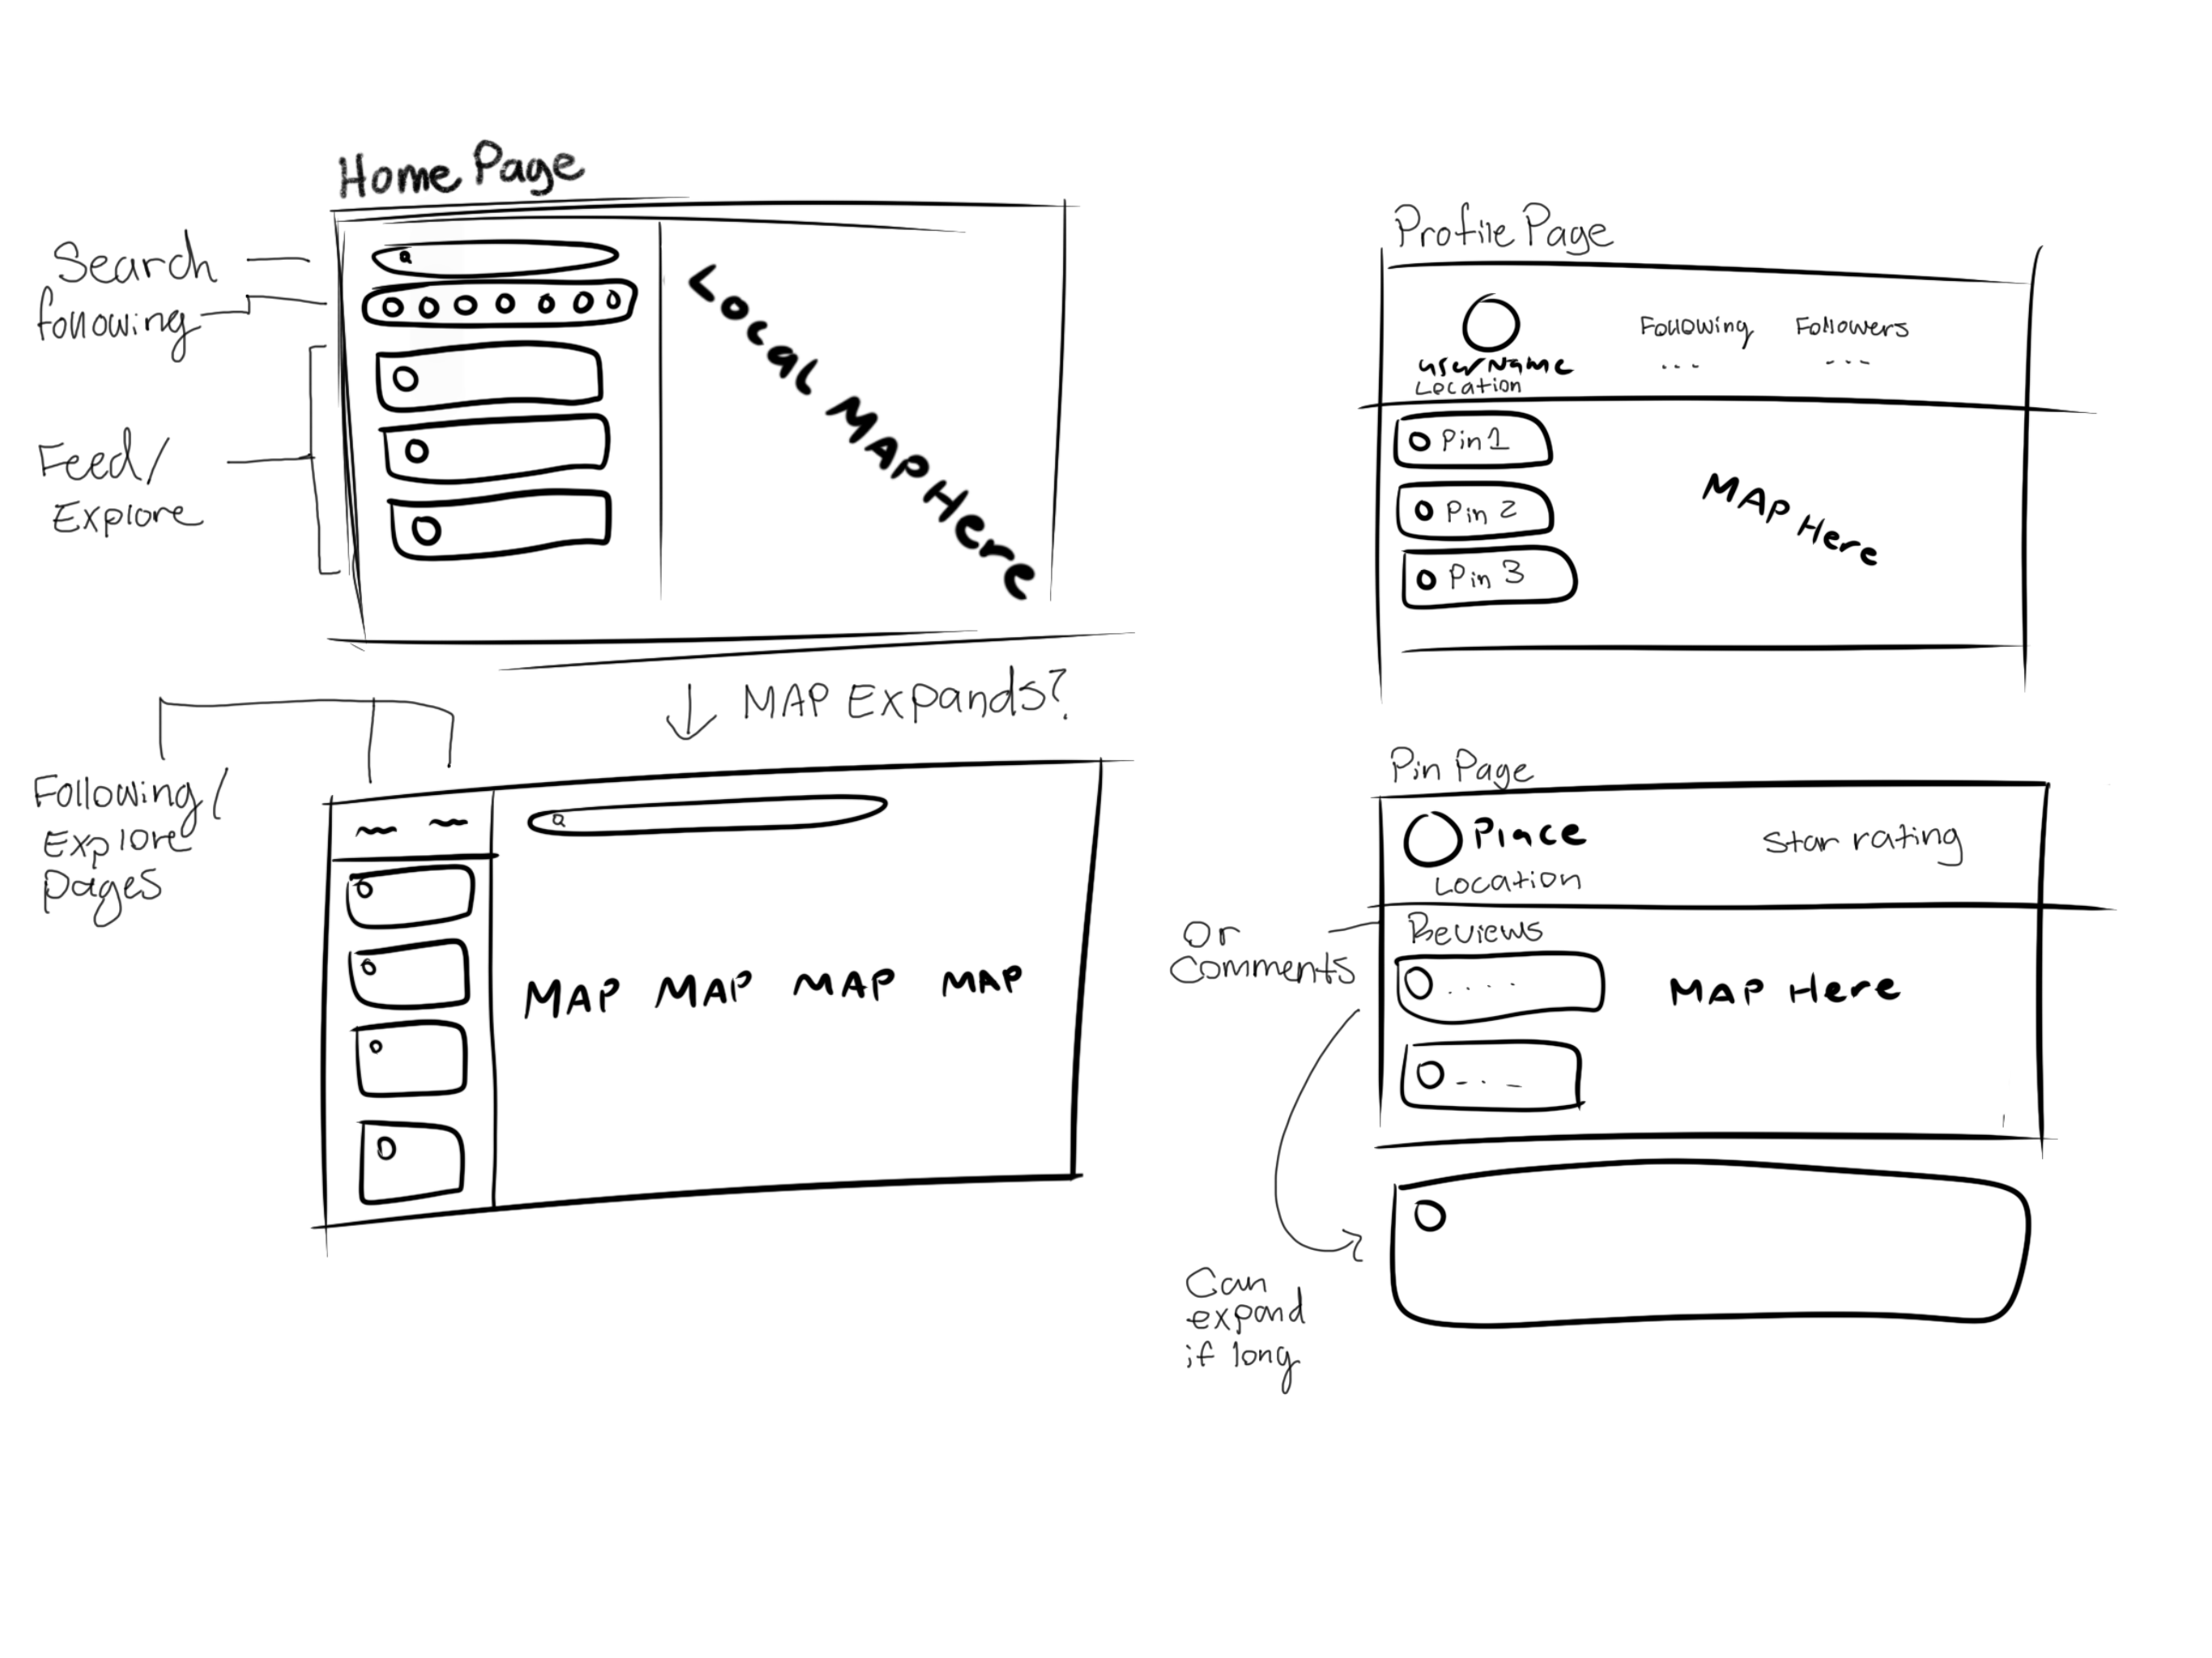 Home Page
Search
following
Feed/
Explore
Local MAP Here
MAP Expands?
Following/
Explore
pages
MAP MAP MAP MAP
Profile Page
userName
Location
Following
...
Followers
...
Pin 1
Pin 2
Pin 3
MAP Here
Pin Page
Place
Location
Star rating
Or
Comments
Reviews
....
MAP Here
Can
expand
if long